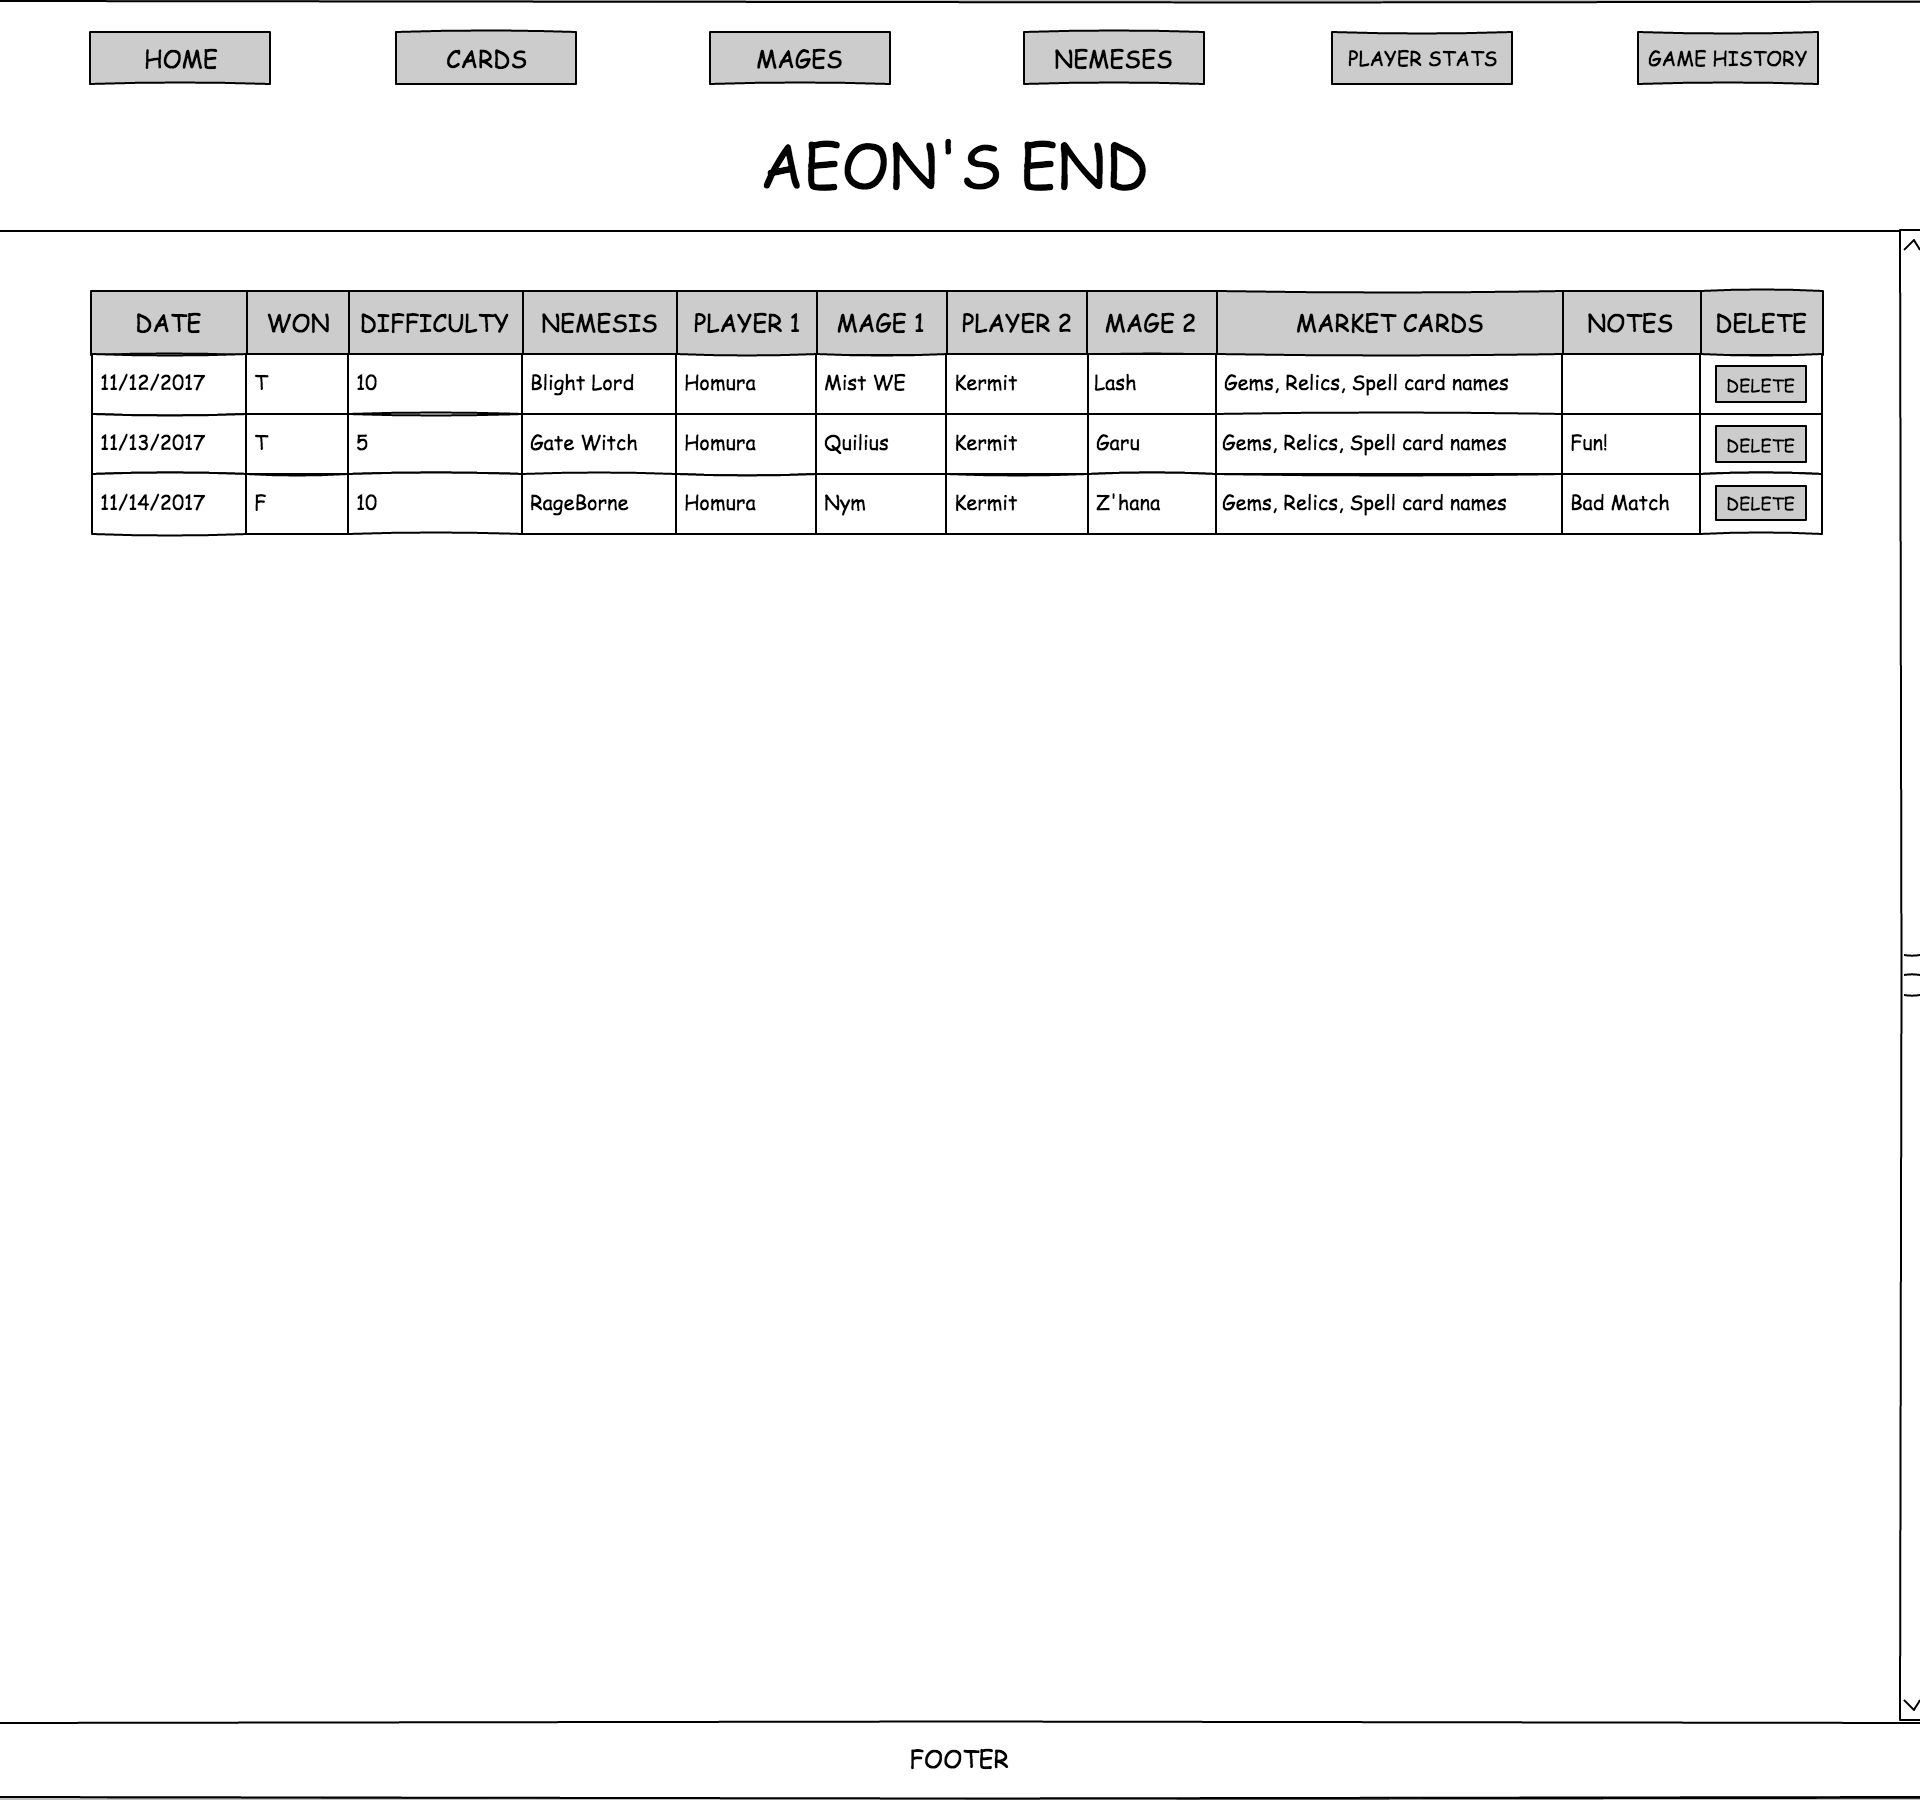 HOME CARDS MAGES NEMESES PLAYER STATS GAME HISTORY
AEON'S END
DATE WON DIFFICULTY NEMESIS PLAYER 1 MAGE 1 PLAYER 2 MAGE 2 MARKET CARDS NOTES DELETE
11/12/2017 T 10 Blight Lord Homura Mist WE Kermit Lash Gems, Relics, Spell card names DELETE
11/13/2017 T 5 Gate Witch Homura Quilius Kermit Garu Gems, Relics, Spell card names Fun! DELETE
11/14/2017 F 10 RageBorne Homura Nym Kermit Z'hana Gems, Relics, Spell card names Bad Match DELETE
FOOTER